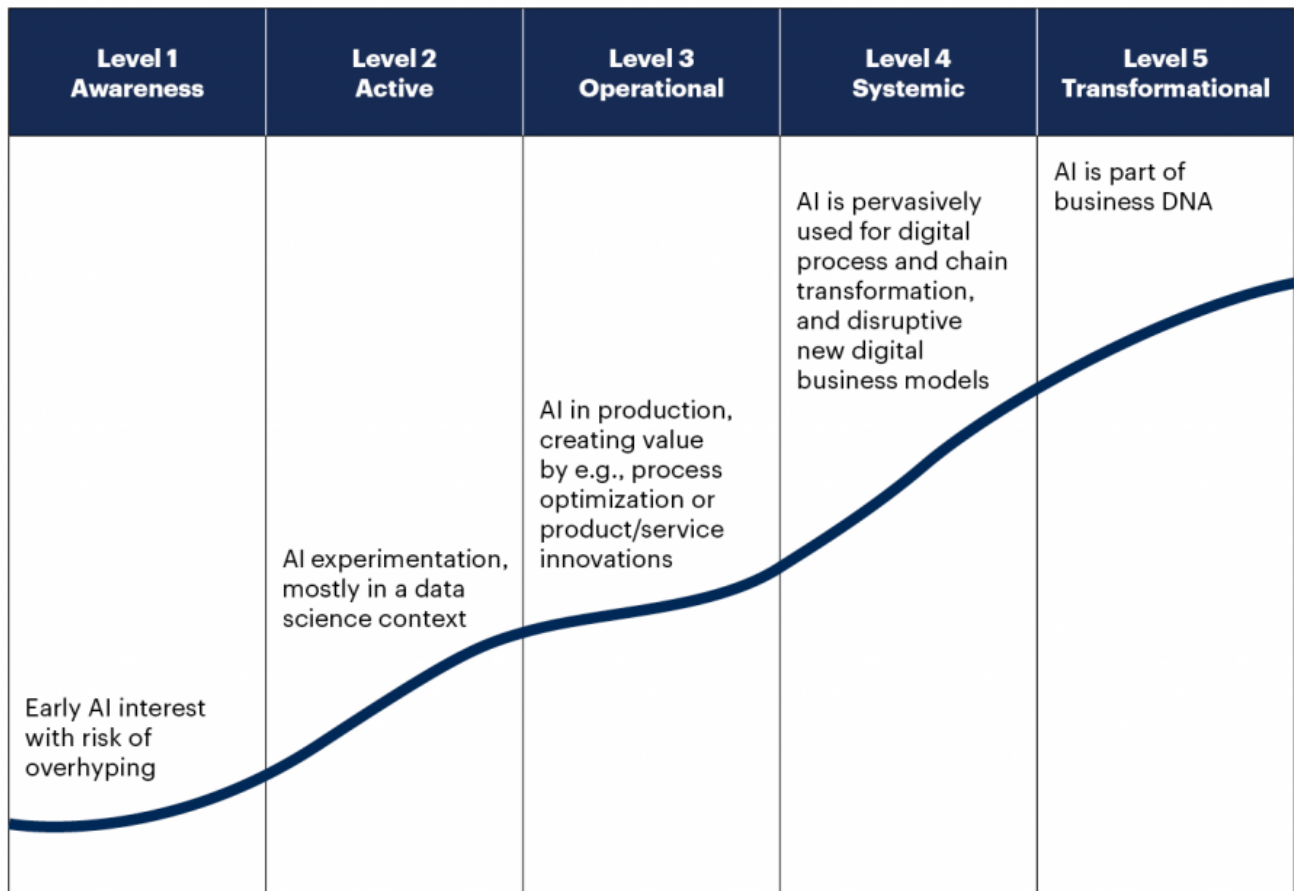 Level 1
Awareness
Level 2
Active
Level 3
Operational
Level 4
Systemic
Level 5
Transformational
Early AI interest
with risk of
overhyping
AI experimentation,
mostly in a data
science context
AI in production,
creating value
by e.g., process
optimization or
product/service
innovations
AI is pervasively
used for digital
process and chain
transformation,
and disruptive
new digital
business models
AI is part of
business DNA